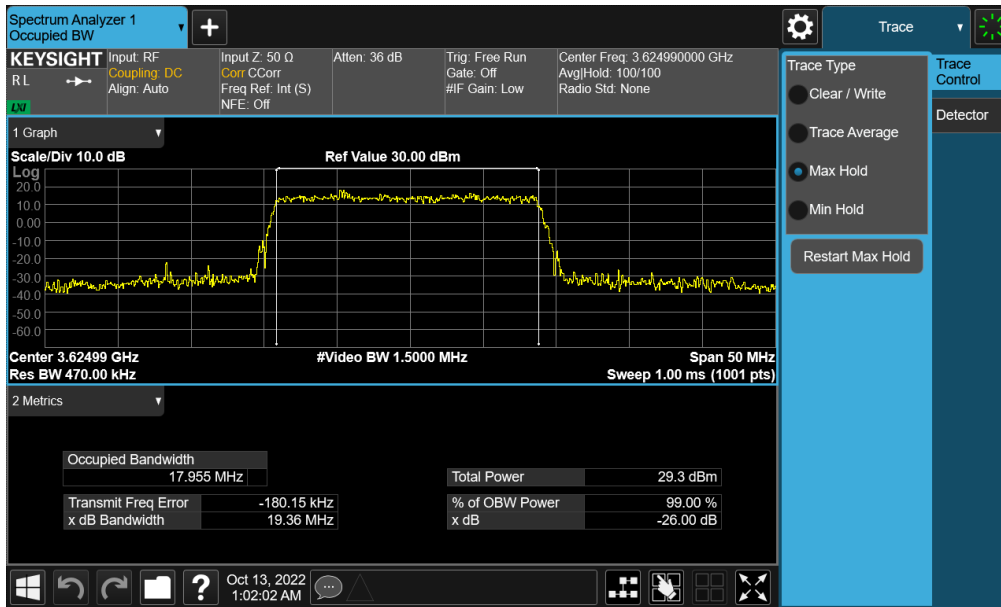 Spectrum Analyzer 1
Occupied BW
Trace
KEYSIGHT
R L
LXI
Input: RF
Coupling: DC
Align: Auto
Input Z: 50 Ω
Corr CCorr
Freq Ref: Int (S)
NFE: Off
Atten: 36 dB
Trig: Free Run
Gate: Off
#IF Gain: Low
Center Freq: 3.624990000 GHz
Avg|Hold: 100/100
Radio Std: None
1 Graph
Scale/Div 10.0 dB
Ref Value 30.00 dBm
Log
20.0
10.0
0.00
-10.0
-20.0
-30.0
-40.0
-50.0
-60.0
Center 3.62499 GHz
#Video BW 1.5000 MHz
Span 50 MHz
Res BW 470.00 kHz
Sweep 1.00 ms (1001 pts)
2 Metrics
Occupied Bandwidth
17.955 MHz
Total Power 29.3 dBm
Transmit Freq Error -180.15 kHz
% of OBW Power 99.00 %
x dB Bandwidth 19.36 MHz
x dB -26.00 dB
Oct 13, 2022
1:02:02 AM
Trace Type
Clear / Write
Trace Average
Max Hold
Min Hold
Restart Max Hold
Trace
Control
Detector